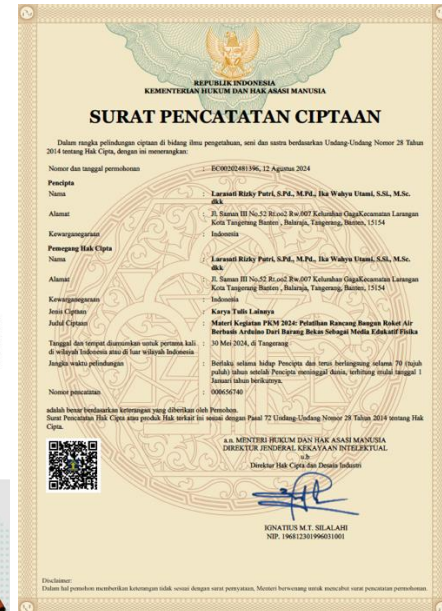 REPUBLIK INDONESIA
KEMENTERIAN HUKUM DAN HAK ASASI MANUSIA
SURAT PENCATATAN CIPTAAN
Dalam rangka pelindungan ciptaan di bidang ilmu pengetahuan, seni dan sastra berdasarkan Undang-Undang Nomor 28 Tahun
2014 tentang Hak Cipta, dengan ini menerangkan:
Nomor dan tanggal permohonan : EC00202481396, 12 Agustus 2024
Pencipta
Nama : Larasati Rizky Putri, S.Pd., M.Pd., Ika Wahyu Utami, S.Si., M.Sc.
dkk
Alamat : Jl. Saman III No.52 Rt.002 Rw.007 Kelurahan GagaKecamatan Larangan
Kota Tangerang Banten , Balaraja, Tangerang, Banten, 15154
Kewarganegaraan : Indonesia
Pemegang Hak Cipta
Nama : Larasati Rizky Putri, S.Pd., M.Pd., Ika Wahyu Utami, S.Si., M.Sc.
dkk
Alamat : Jl. Saman III No.52 Rt.002 Rw.007 Kelurahan GagaKecamatan Larangan
Kota Tangerang Banten , Balaraja, Tangerang, Banten, 15154
Kewarganegaraan : Indonesia
Jenis Ciptaan : Karya Tulis Lainnya
Judul Ciptaan : Materi Kegiatan PKM 2024: Pelatihan Rancang Bangun Roket Air
Berbasis Arduino Dari Barang Bekas Sebagai Media Edukatif Fisika
Tanggal dan tempat diumumkan untuk pertama kali : 30 Mei 2024, di Tangerang
di wilayah Indonesia atau di luar wilayah Indonesia
Jangka waktu pelindungan : Berlaku selama hidup Pencipta dan terus berlangsung selama 70 (tujuh
puluh) tahun setelah Pencipta meninggal dunia, terhitung mulai tanggal 1
Januari tahun berikutnya.
Nomor pencatatan : 000656740
adalah benar berdasarkan keterangan yang diberikan oleh Pemohon.
Surat Pencatatan Hak Cipta atau produk Hak terkait ini sesuai dengan Pasal 72 Undang-Undang Nomor 28 Tahun 2014 tentang Hak
Cipta.
a.n. MENTERI HUKUM DAN HAK ASASI MANUSIA
DIREKTUR JENDERAL KEKAYAAN INTELEKTUAL
u.b
Direktur Hak Cipta dan Desain Industri
IGNATIUS M.T. SILALAHI
NIP. 196812301996031001
Disclaimer:
Dalam hal pemohon memberikan keterangan tidak sesuai dengan surat pernyataan, Menteri berwenang untuk mencabut surat pencatatan permohonan.